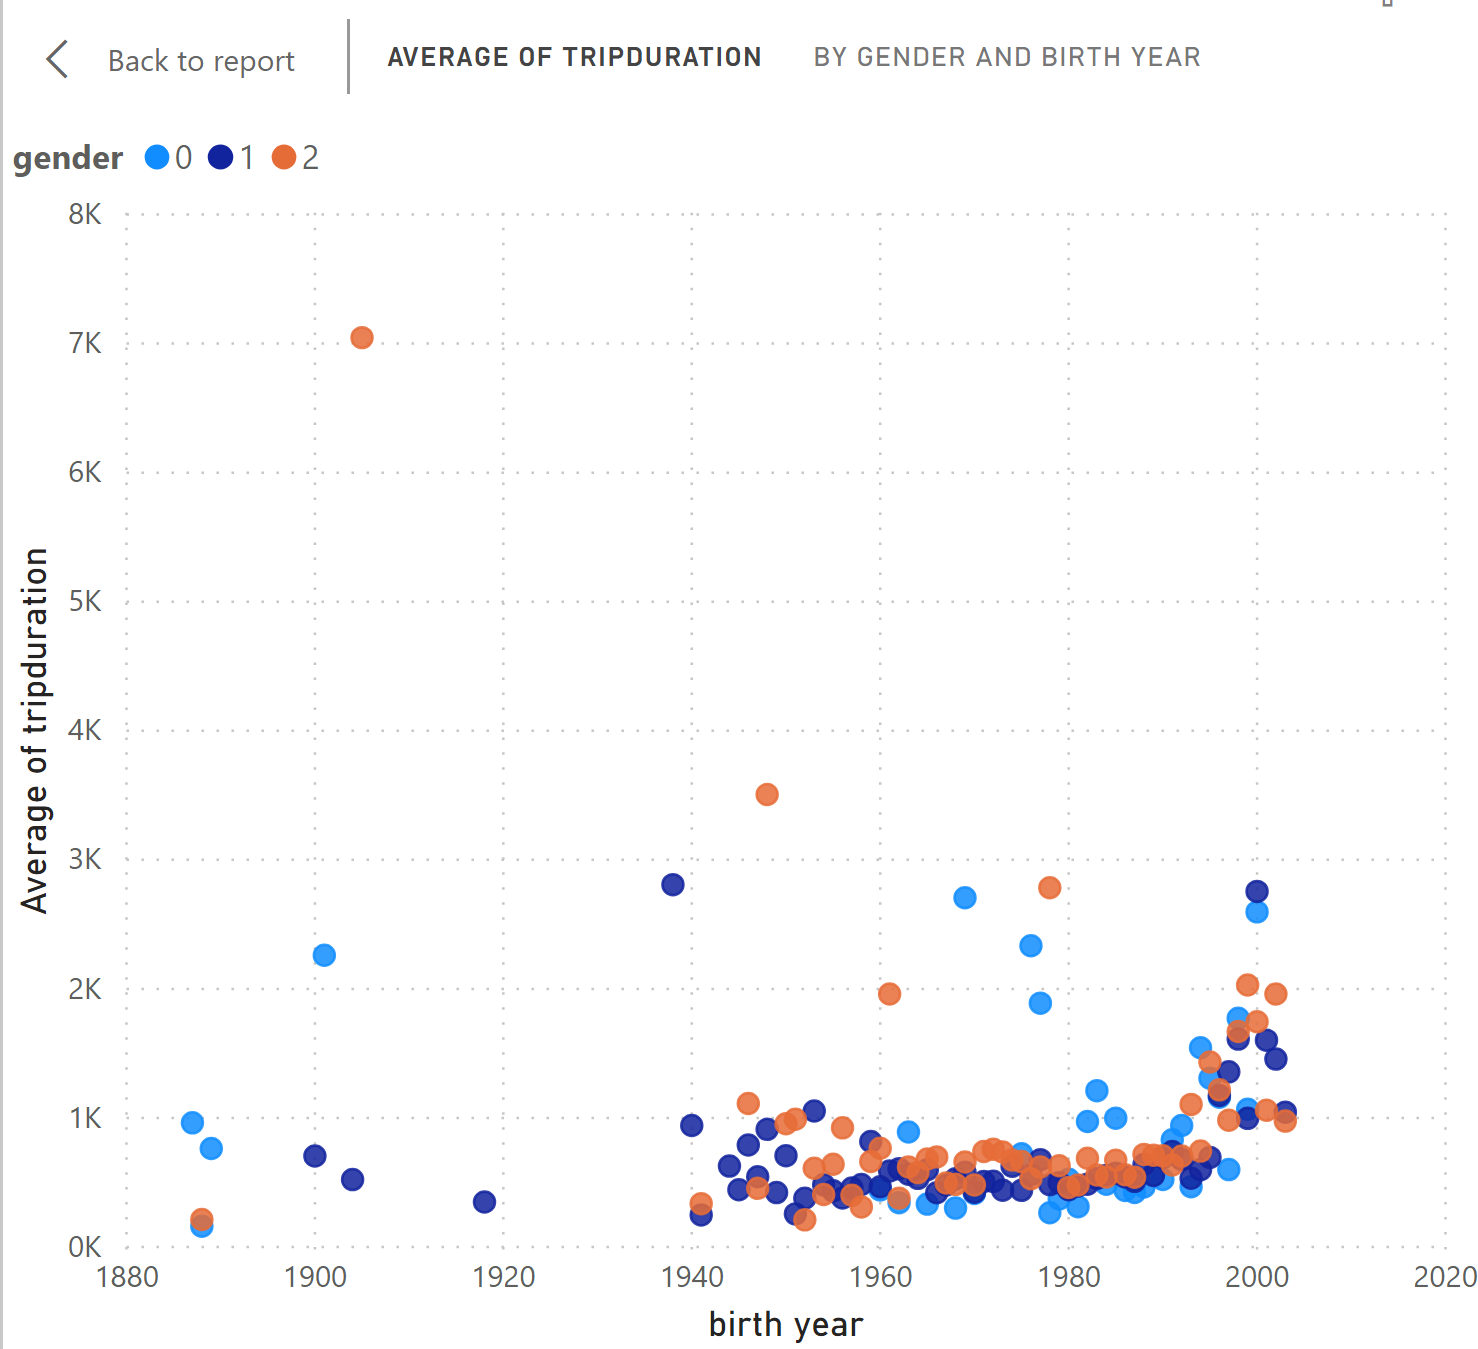 Back to report
AVERAGE OF TRIPDURATION BY GENDER AND BIRTH YEAR
gender 0 1 2
8K
7K
6K
5K
4K
3K
2K
1K
0K
Average of tripduration
1880 1900 1920 1940 1960 1980 2000 2020
birth year